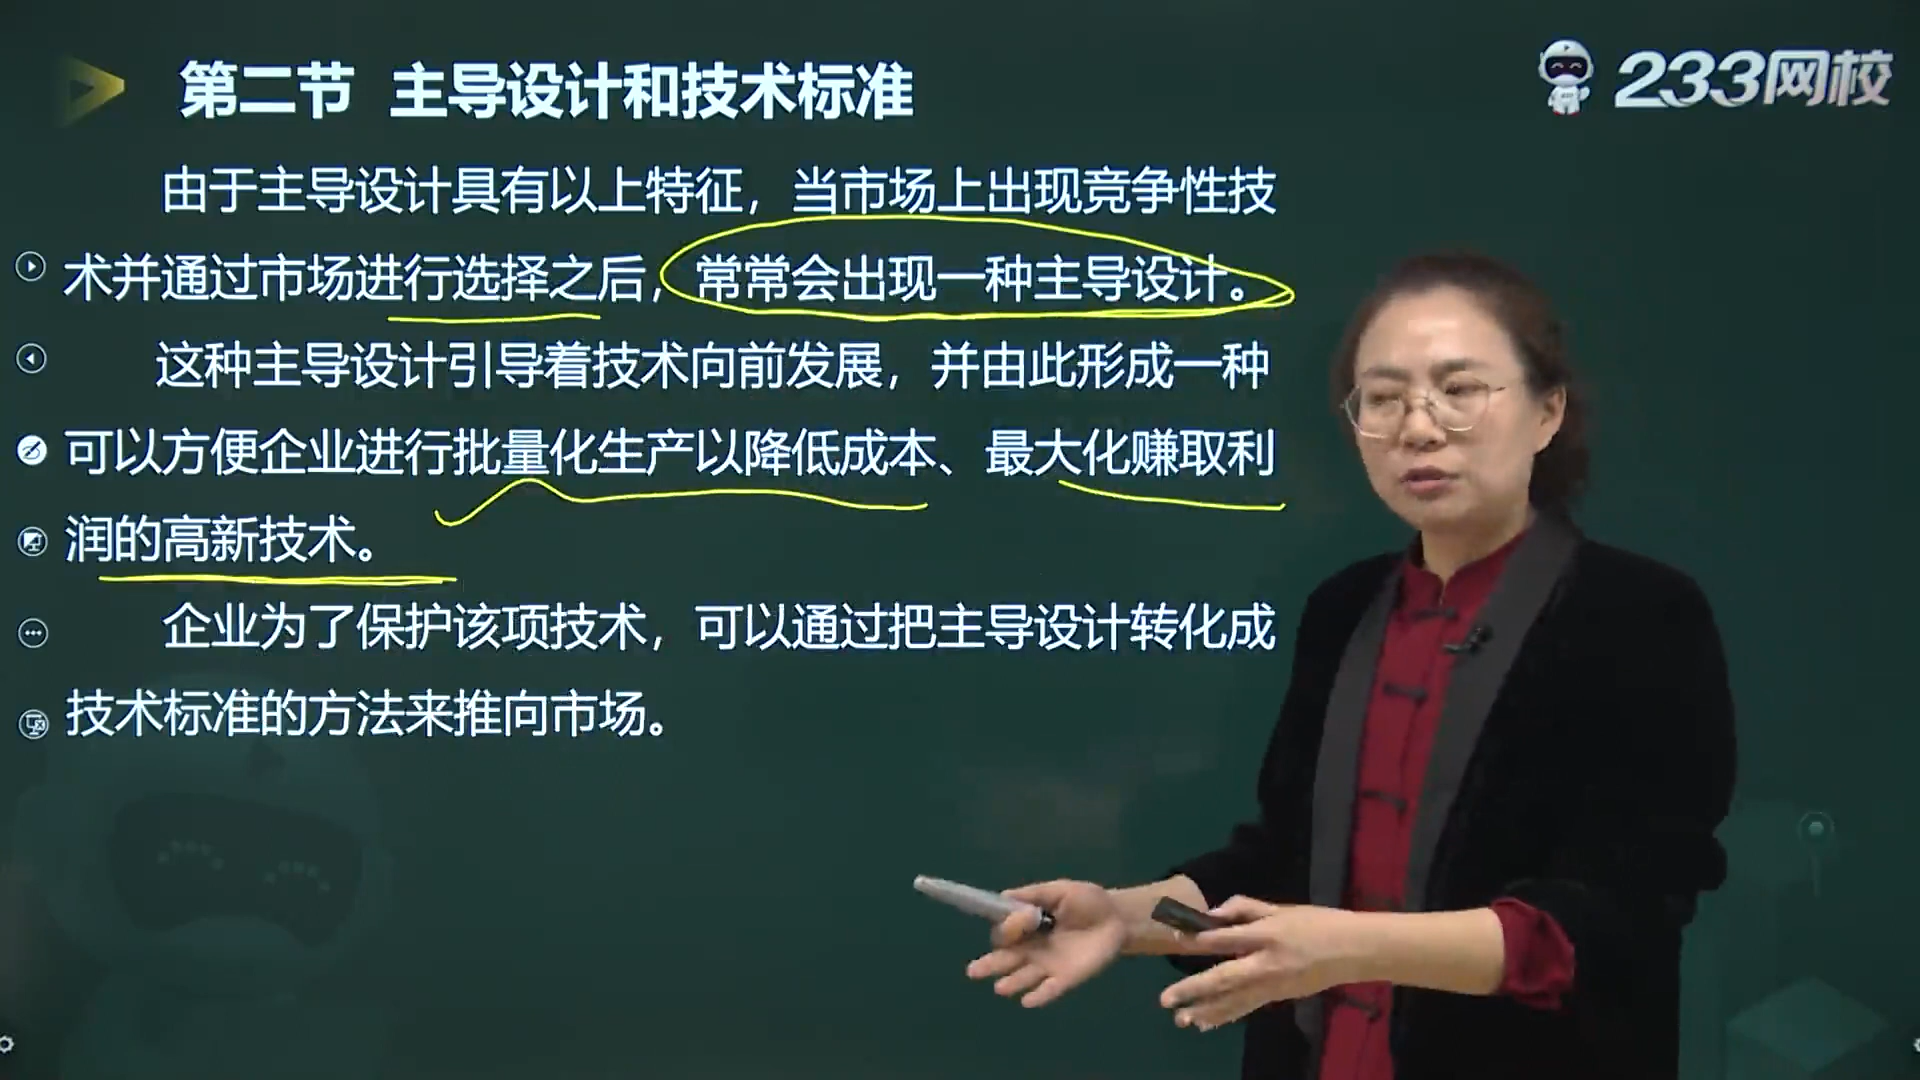 第二节 主导设计和技术标准
233网校
由于主导设计具有以上特征，当市场上出现竞争性技
术并通过市场进行选择之后，常常会出现一种主导设计。
这种主导设计引导着技术向前发展，并由此形成一种
可以方便企业进行批量化生产以降低成本、最大化赚取利
润的高新技术。
企业为了保护该项技术，可以通过把主导设计转化成
技术标准的方法来推向市场。